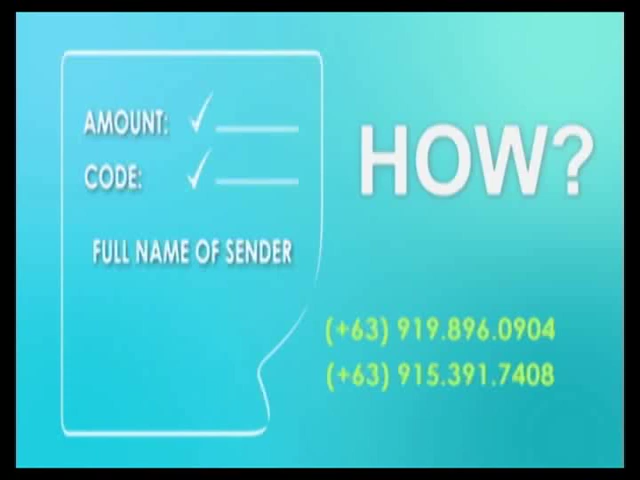 AMOUNT:
CODE:
FULL NAME OF SENDER
HOW?
(+63) 919.896.0904
(+63) 915.391.7408